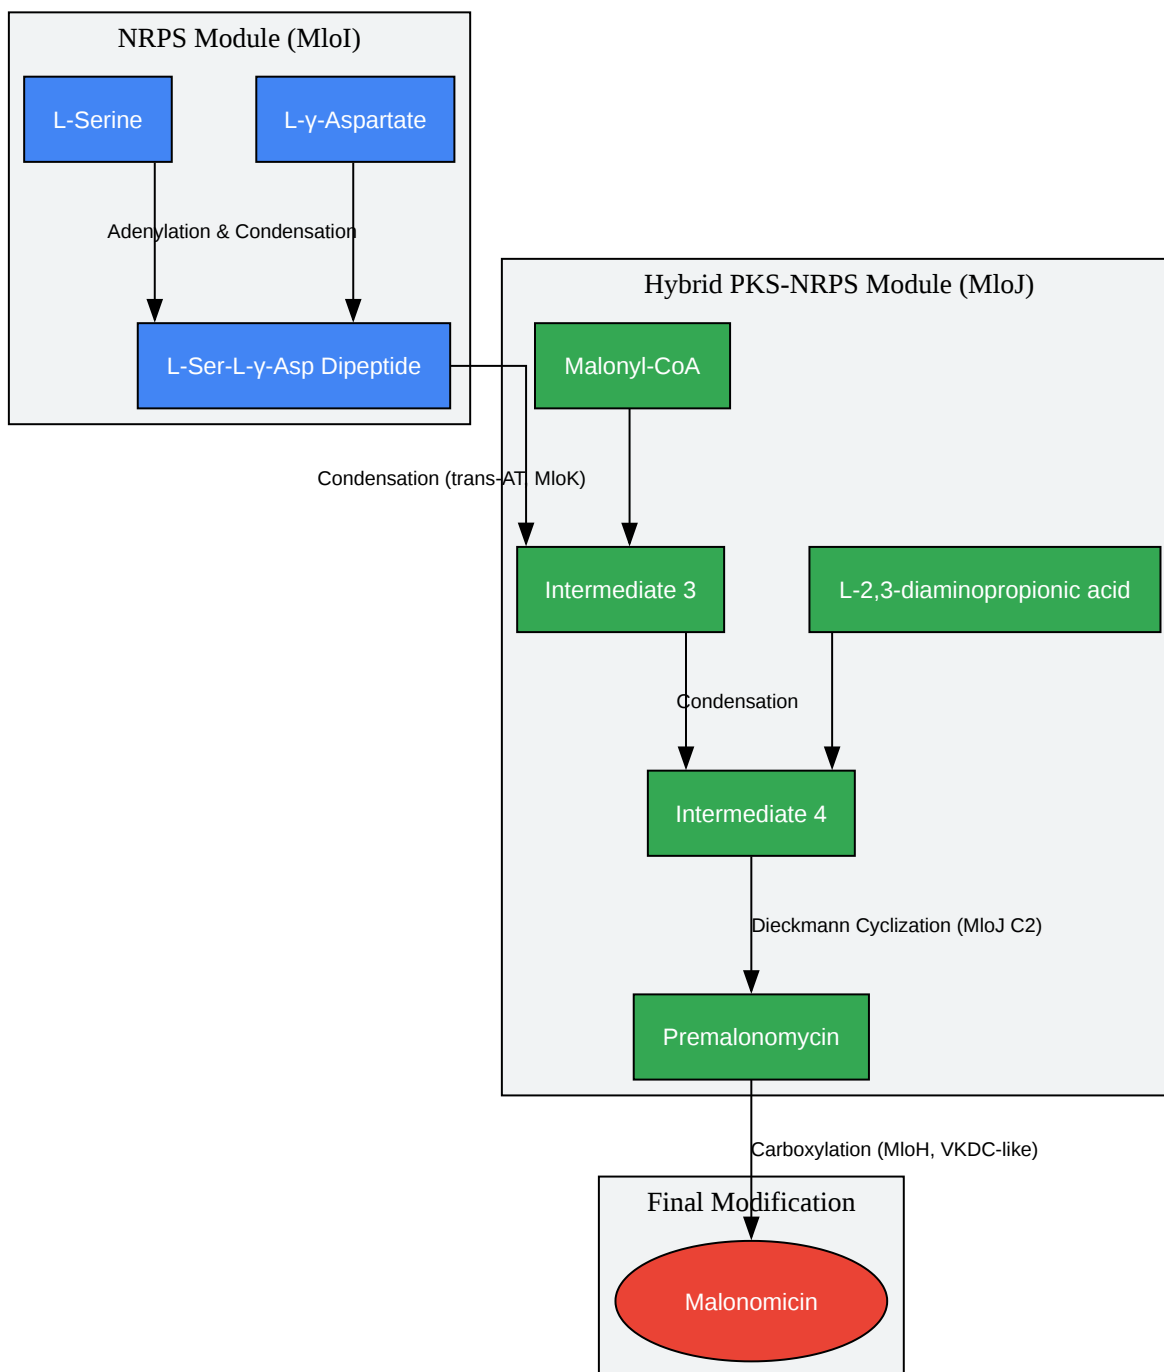 NRPS Module (MloI)
L-Serine
L-γ-Aspartate
Adenylation & Condensation
L-Ser-L-γ-Asp Dipeptide
Hybrid PKS-NRPS Module (MloJ)
Malonyl-CoA
Condensation (trans-AT, MloK)
Intermediate 3
L-2,3-diaminopropionic acid
Condensation
Intermediate 4
Dieckmann Cyclization (MloJ C2)
Premalonomycin
Carboxylation (MloH, VKDC-like)
Final Modification
Malonomicin